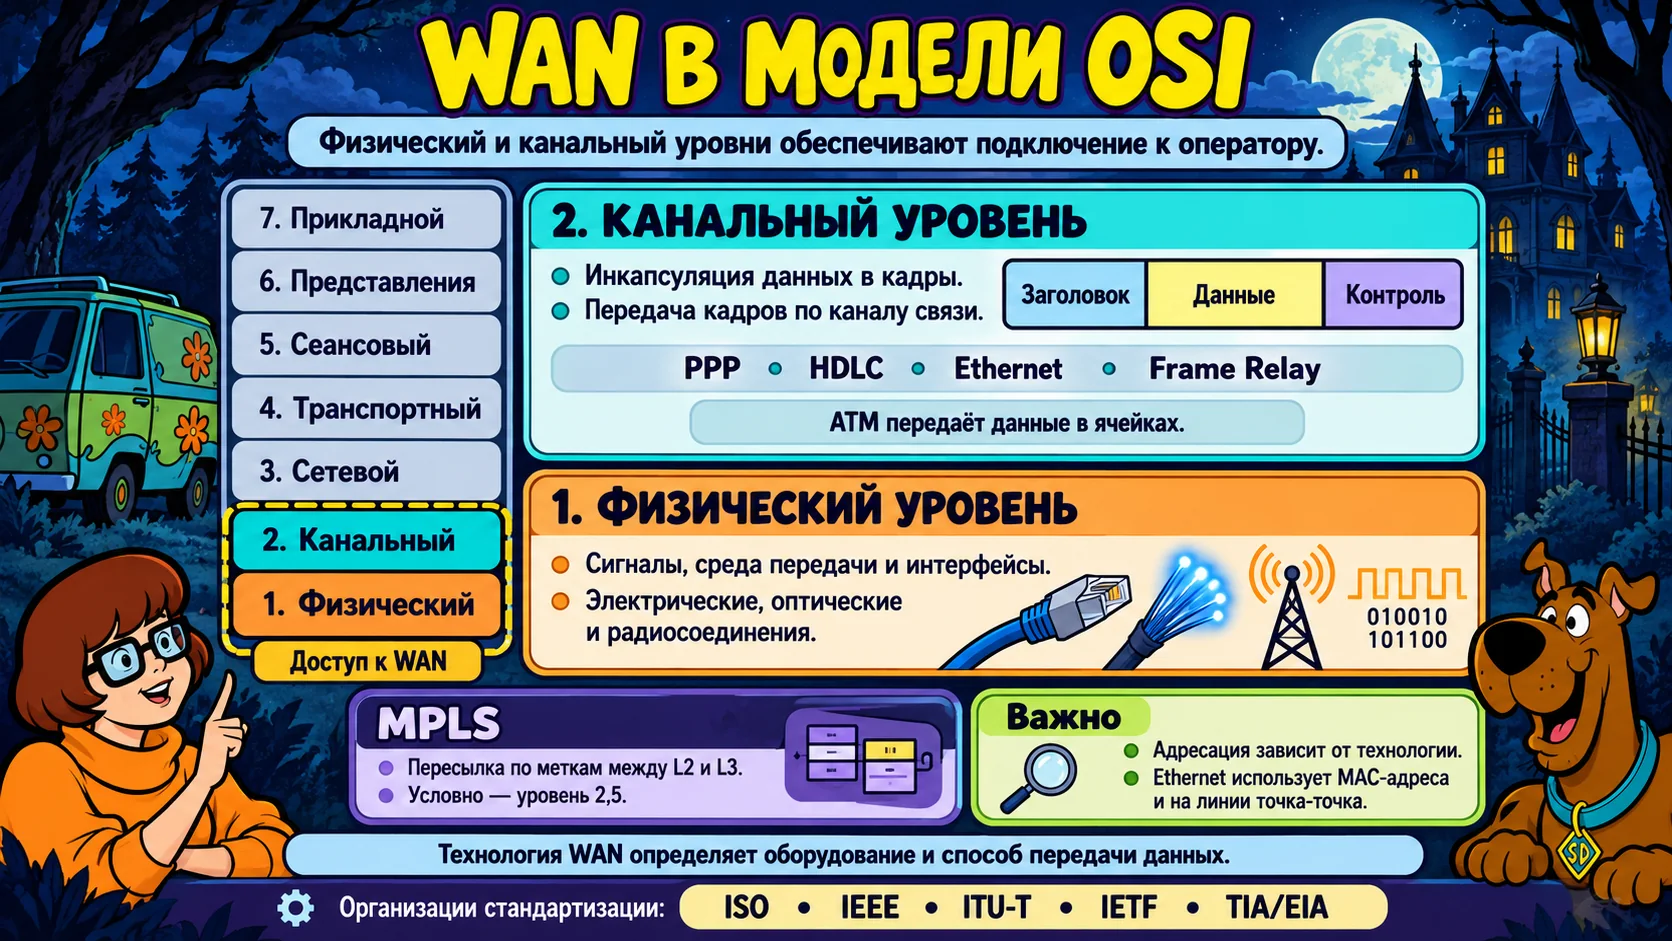 WAN в модели OSI
Физический и канальный уровни обеспечивают подключение к оператору.
7. Прикладной
6. Представления
5. Сеансовый
4. Транспортный
3. Сетевой
2. Канальный
1. Физический
Доступ к WAN
2. КАНАЛЬНЫЙ УРОВЕНЬ
Инкапсуляция данных в кадры.
Передача кадров по каналу связи.
Заголовок Данные Контроль
PPP • HDLC • Ethernet • Frame Relay
ATM передаёт данные в ячейках.
1. ФИЗИЧЕСКИЙ УРОВЕНЬ
Сигналы, среда передачи и интерфейсы.
Электрические, оптические
и радиосоединения.
010010
101100
MPLS
Пересылка по меткам между L2 и L3.
Условно — уровень 2,5.
Важно
Адресация зависит от технологии.
Ethernet использует MAC-адреса
и на линии точка-точка.
SD
Технология WAN определяет оборудование и способ передачи данных.
Организации стандартизации: ISO • IEEE • ITU-T • IETF • TIA/EIA